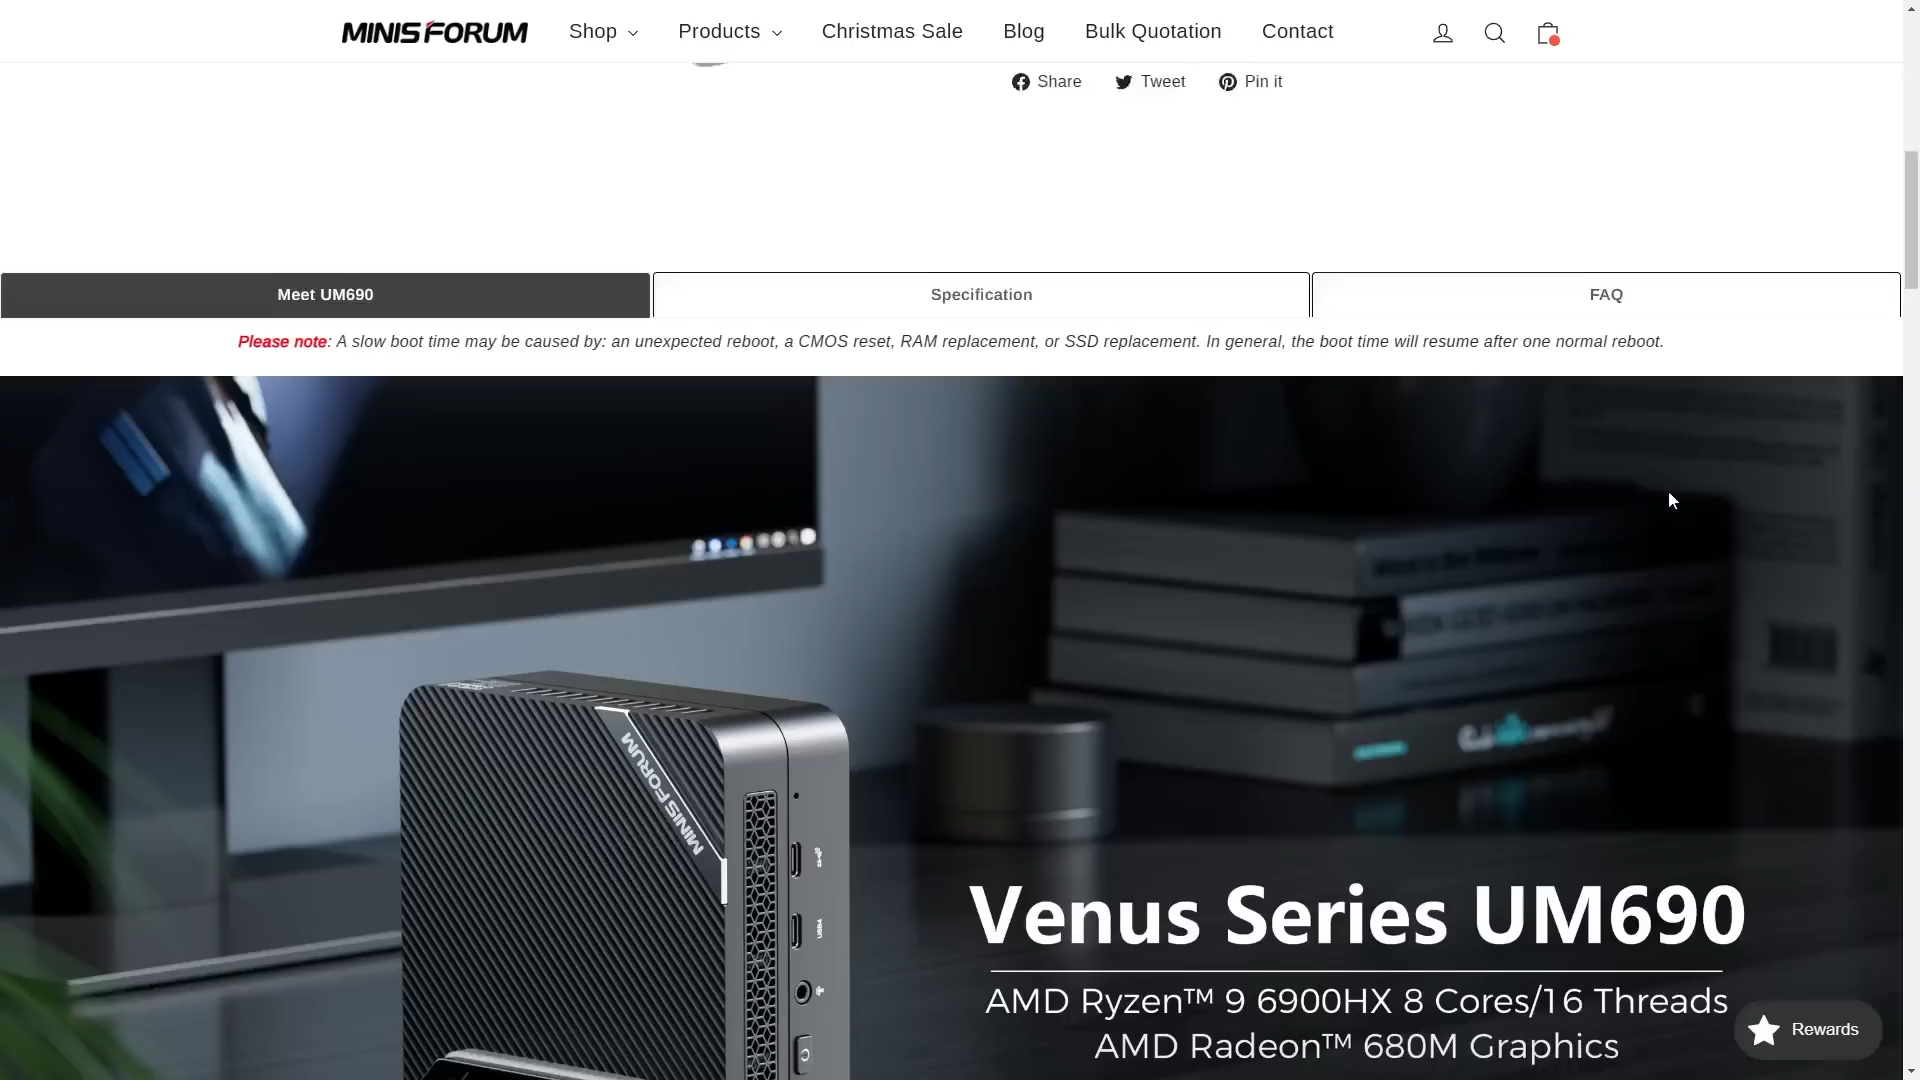 MINISFORUM
Shop
Products
Christmas Sale
Blog
Bulk Quotation
Contact
Share
Tweet
Pin it
Meet UM690
Specification
FAQ
Please note: A slow boot time may be caused by: an unexpected reboot, a CMOS reset, RAM replacement, or SSD replacement. In general, the boot time will resume after one normal reboot.
MINISFORUM
USB4
Venus Series UM690
AMD Ryzen™ 9 6900HX 8 Cores/16 Threads
AMD Radeon™ 680M Graphics
Rewards